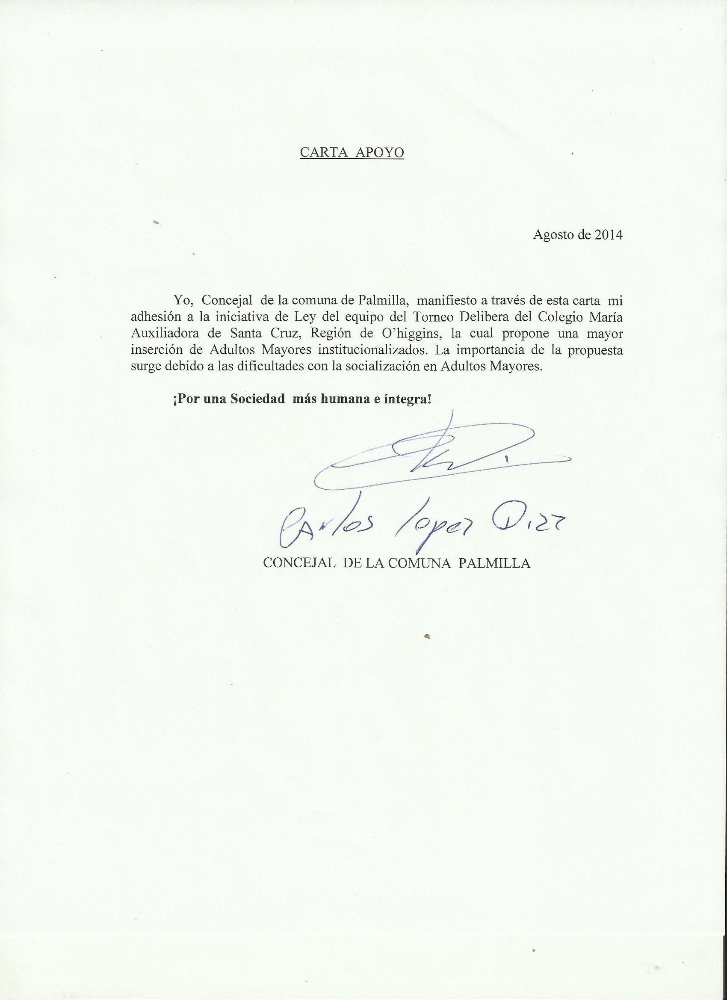 CARTA APOYO
Agosto de 2014
Yo, Concejal de la comuna de Palmilla, manifiesto a través de esta carta mi
adhesión a la iniciativa de Ley del equipo del Torneo Delibera del Colegio María
Auxiliadora de Santa Cruz, Región de O’higgins, la cual propone una mayor
inserción de Adultos Mayores institucionalizados. La importancia de la propuesta
surge debido a las dificultades con la socialización en Adultos Mayores.
¡Por una Sociedad más humana e íntegra!
Carlos Lopez
CONCEJAL DE LA COMUNA PALMILLA